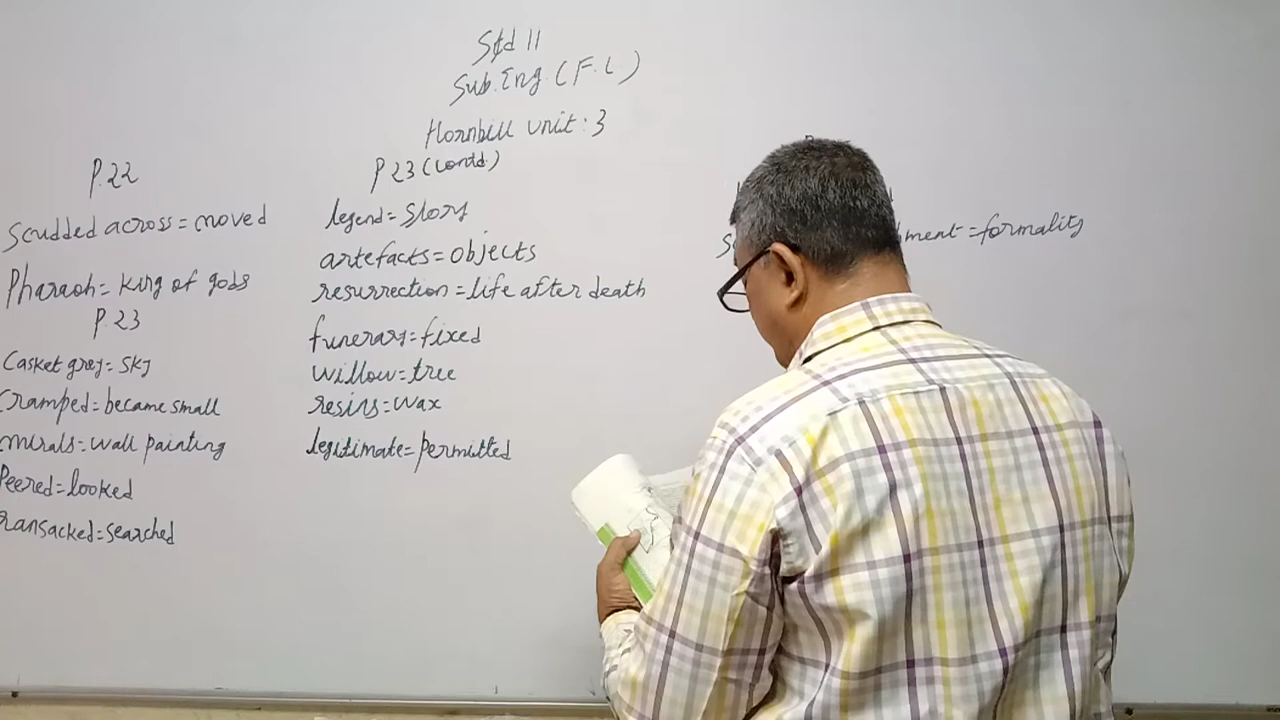 Std 11
Sub. Eng. (F.L)
Hornbill unit: 3
P.22
Scudded across = moved
Pharaoh = King of gods
P.23
Casket grey = sky
Cramped = became small
murals = wall painting
Peered = looked
ransacked = searched
P 23 (contd.)
legend = story
artefacts = objects
resurrection = life after death
funerary = fixed
willow = tree
resins = wax
legitimate = permitted
hment = formality